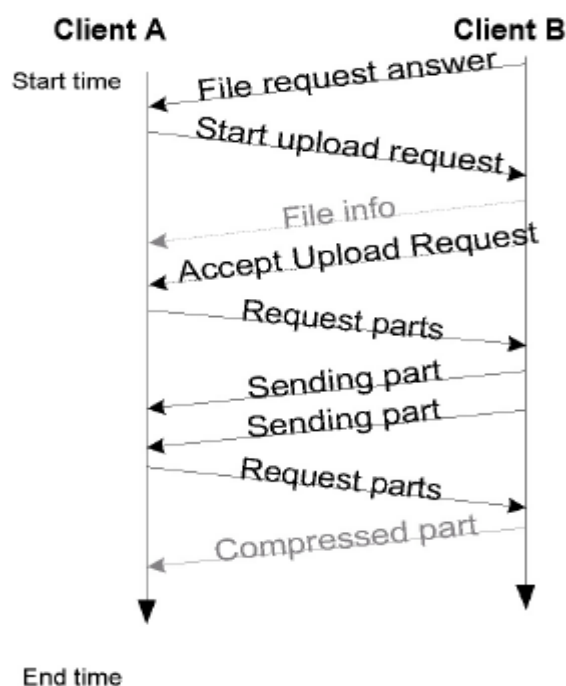 Client A
Client B
Start time
File request answer
Start upload request
File info
Accept Upload Request
Request parts
Sending part
Sending part
Request parts
Compressed part
End time